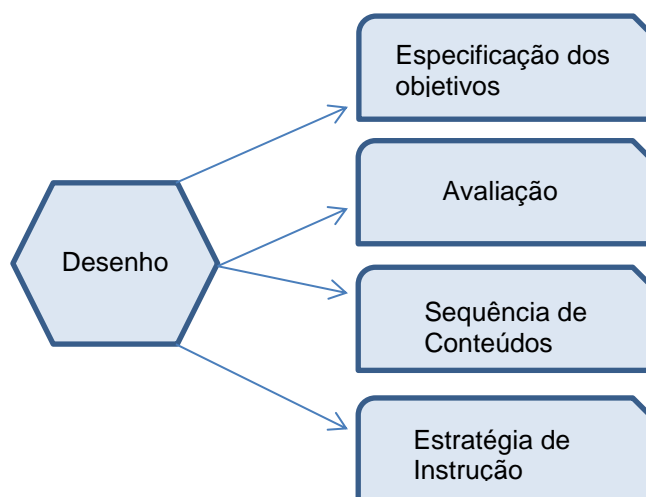 Especificação dos
objetivos
Avaliação
Desenho
Sequência de
Conteúdos
Estratégia de
Instrução